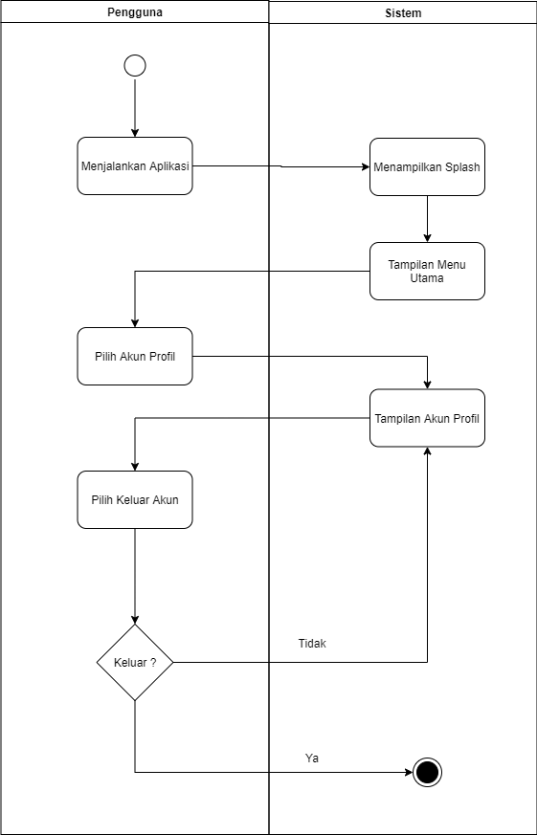 Pengguna
Sistem
Menjalankan Aplikasi
Menampilkan Splash
Tampilan Menu
Utama
Pilih Akun Profil
Tampilan Akun Profil
Pilih Keluar Akun
Keluar ?
Tidak
Ya